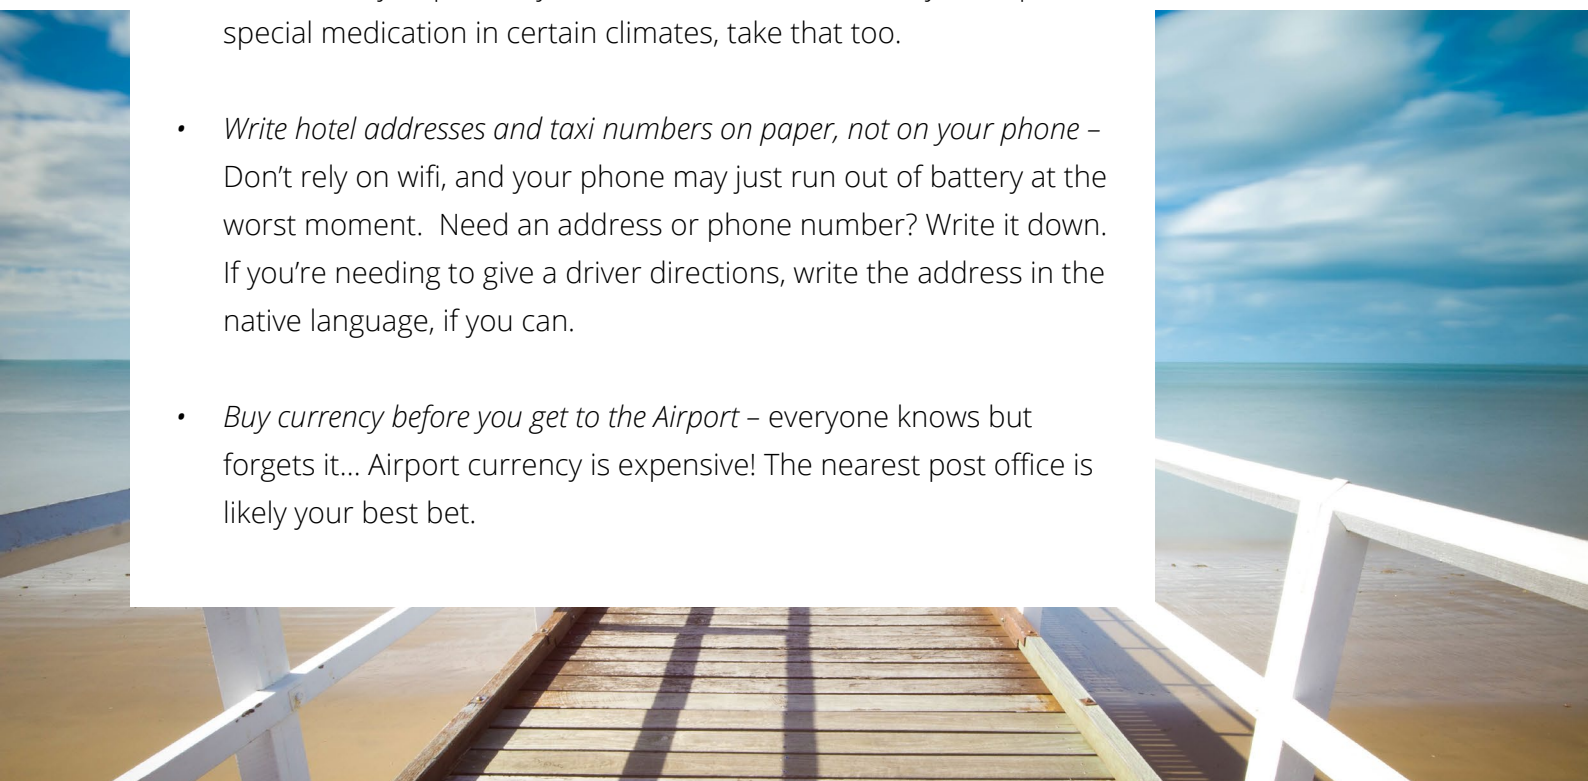 special medication in certain climates, take that too.
• Write hotel addresses and taxi numbers on paper, not on your phone –
Don’t rely on wifi, and your phone may just run out of battery at the
worst moment.  Need an address or phone number? Write it down.
If you’re needing to give a driver directions, write the address in the
native language, if you can.
• Buy currency before you get to the Airport – everyone knows but
forgets it... Airport currency is expensive! The nearest post office is
likely your best bet.